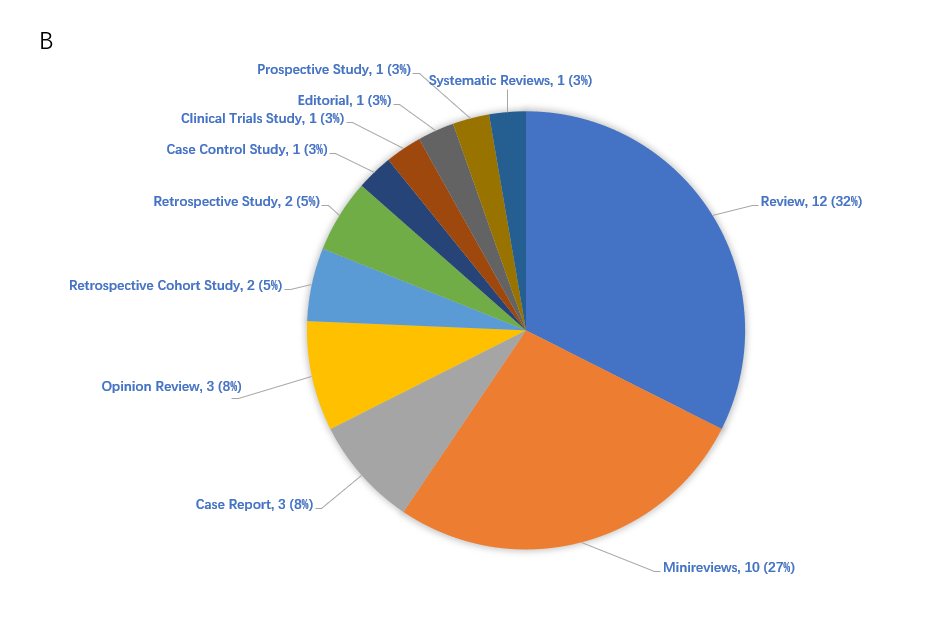 B
Prospective Study, 1 (3%)
Systematic Reviews, 1 (3%)
Editorial, 1 (3%)
Clinical Trials Study, 1 (3%)
Case Control Study, 1 (3%)
Retrospective Study, 2 (5%)
Review, 12 (32%)
Retrospective Cohort Study, 2 (5%)
Opinion Review, 3 (8%)
Case Report, 3 (8%)
Minireviews, 10 (27%)